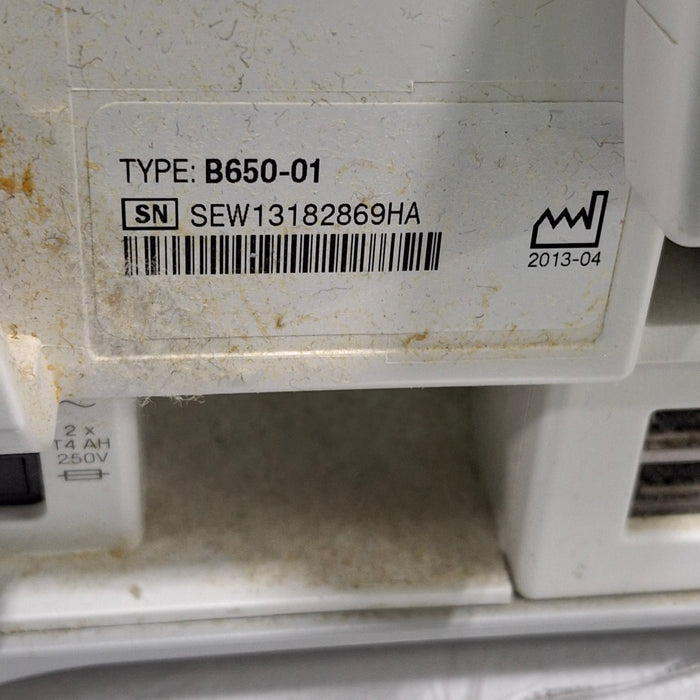 TYPE: B650-01
SN SEW13182869HA
2013-04
2 x
T4 AH
250V